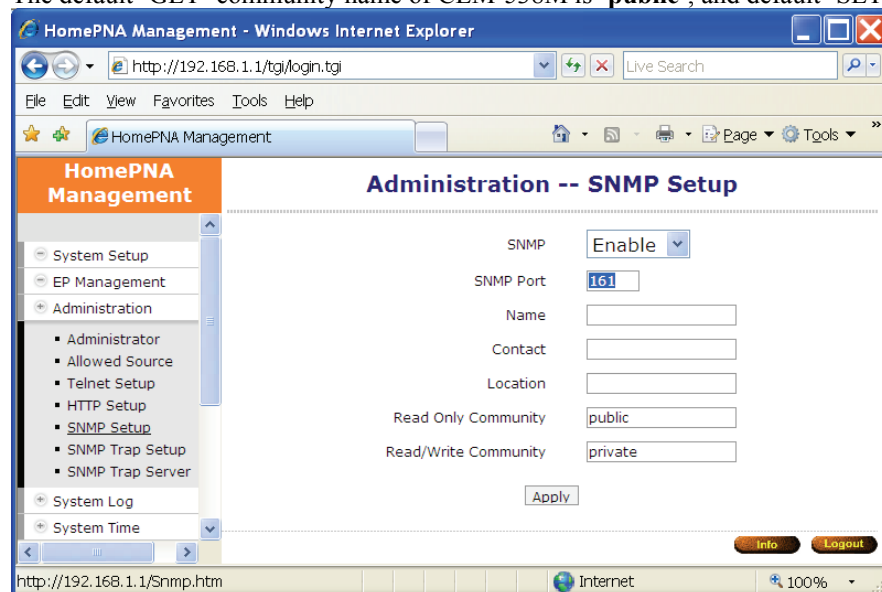 The default "GET" community name of CEM-550M is "public", and default "SET"
HomePNA Management - Windows Internet Explorer
http://192.168.1.1/tgi/login.tgi
Live Search
File Edit View Favorites Tools Help
HomePNA Management
Page Tools »
HomePNA
Management
Administration -- SNMP Setup
System Setup
EP Management
Administration
Administrator
Allowed Source
Telnet Setup
HTTP Setup
SNMP Setup
SNMP Trap Setup
SNMP Trap Server
System Log
System Time
SNMP Enable
SNMP Port 161
Name
Contact
Location
Read Only Community public
Read/Write Community private
Apply
Info Logout
http://192.168.1.1/Snmp.htm Internet 100%